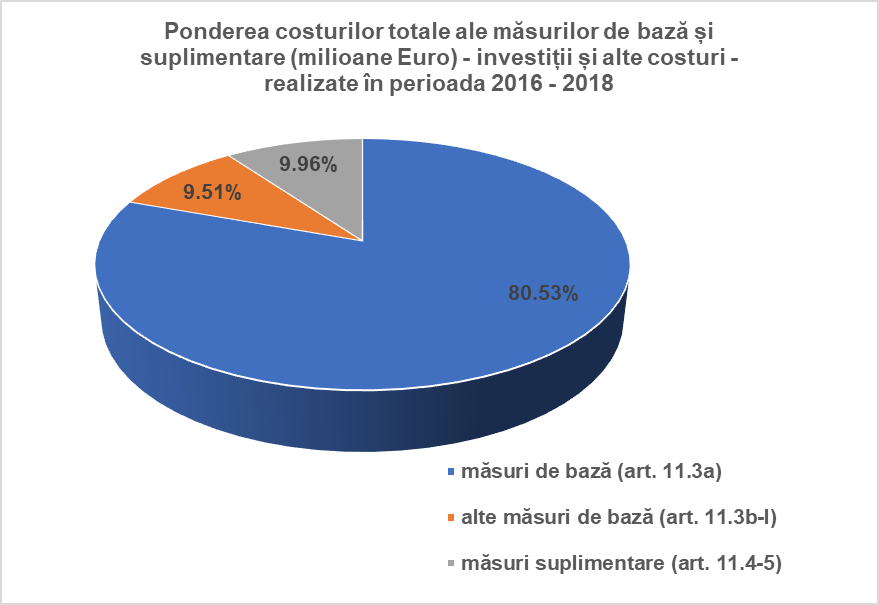 Ponderea costurilor totale ale măsurilor de bază și
suplimentare (milioane Euro) - investiții și alte costuri -
realizate în perioada 2016 - 2018
9.96%
9.51%
80.53%
măsuri de bază (art. 11.3a)
alte măsuri de bază (art. 11.3b-l)
măsuri suplimentare (art. 11.4-5)